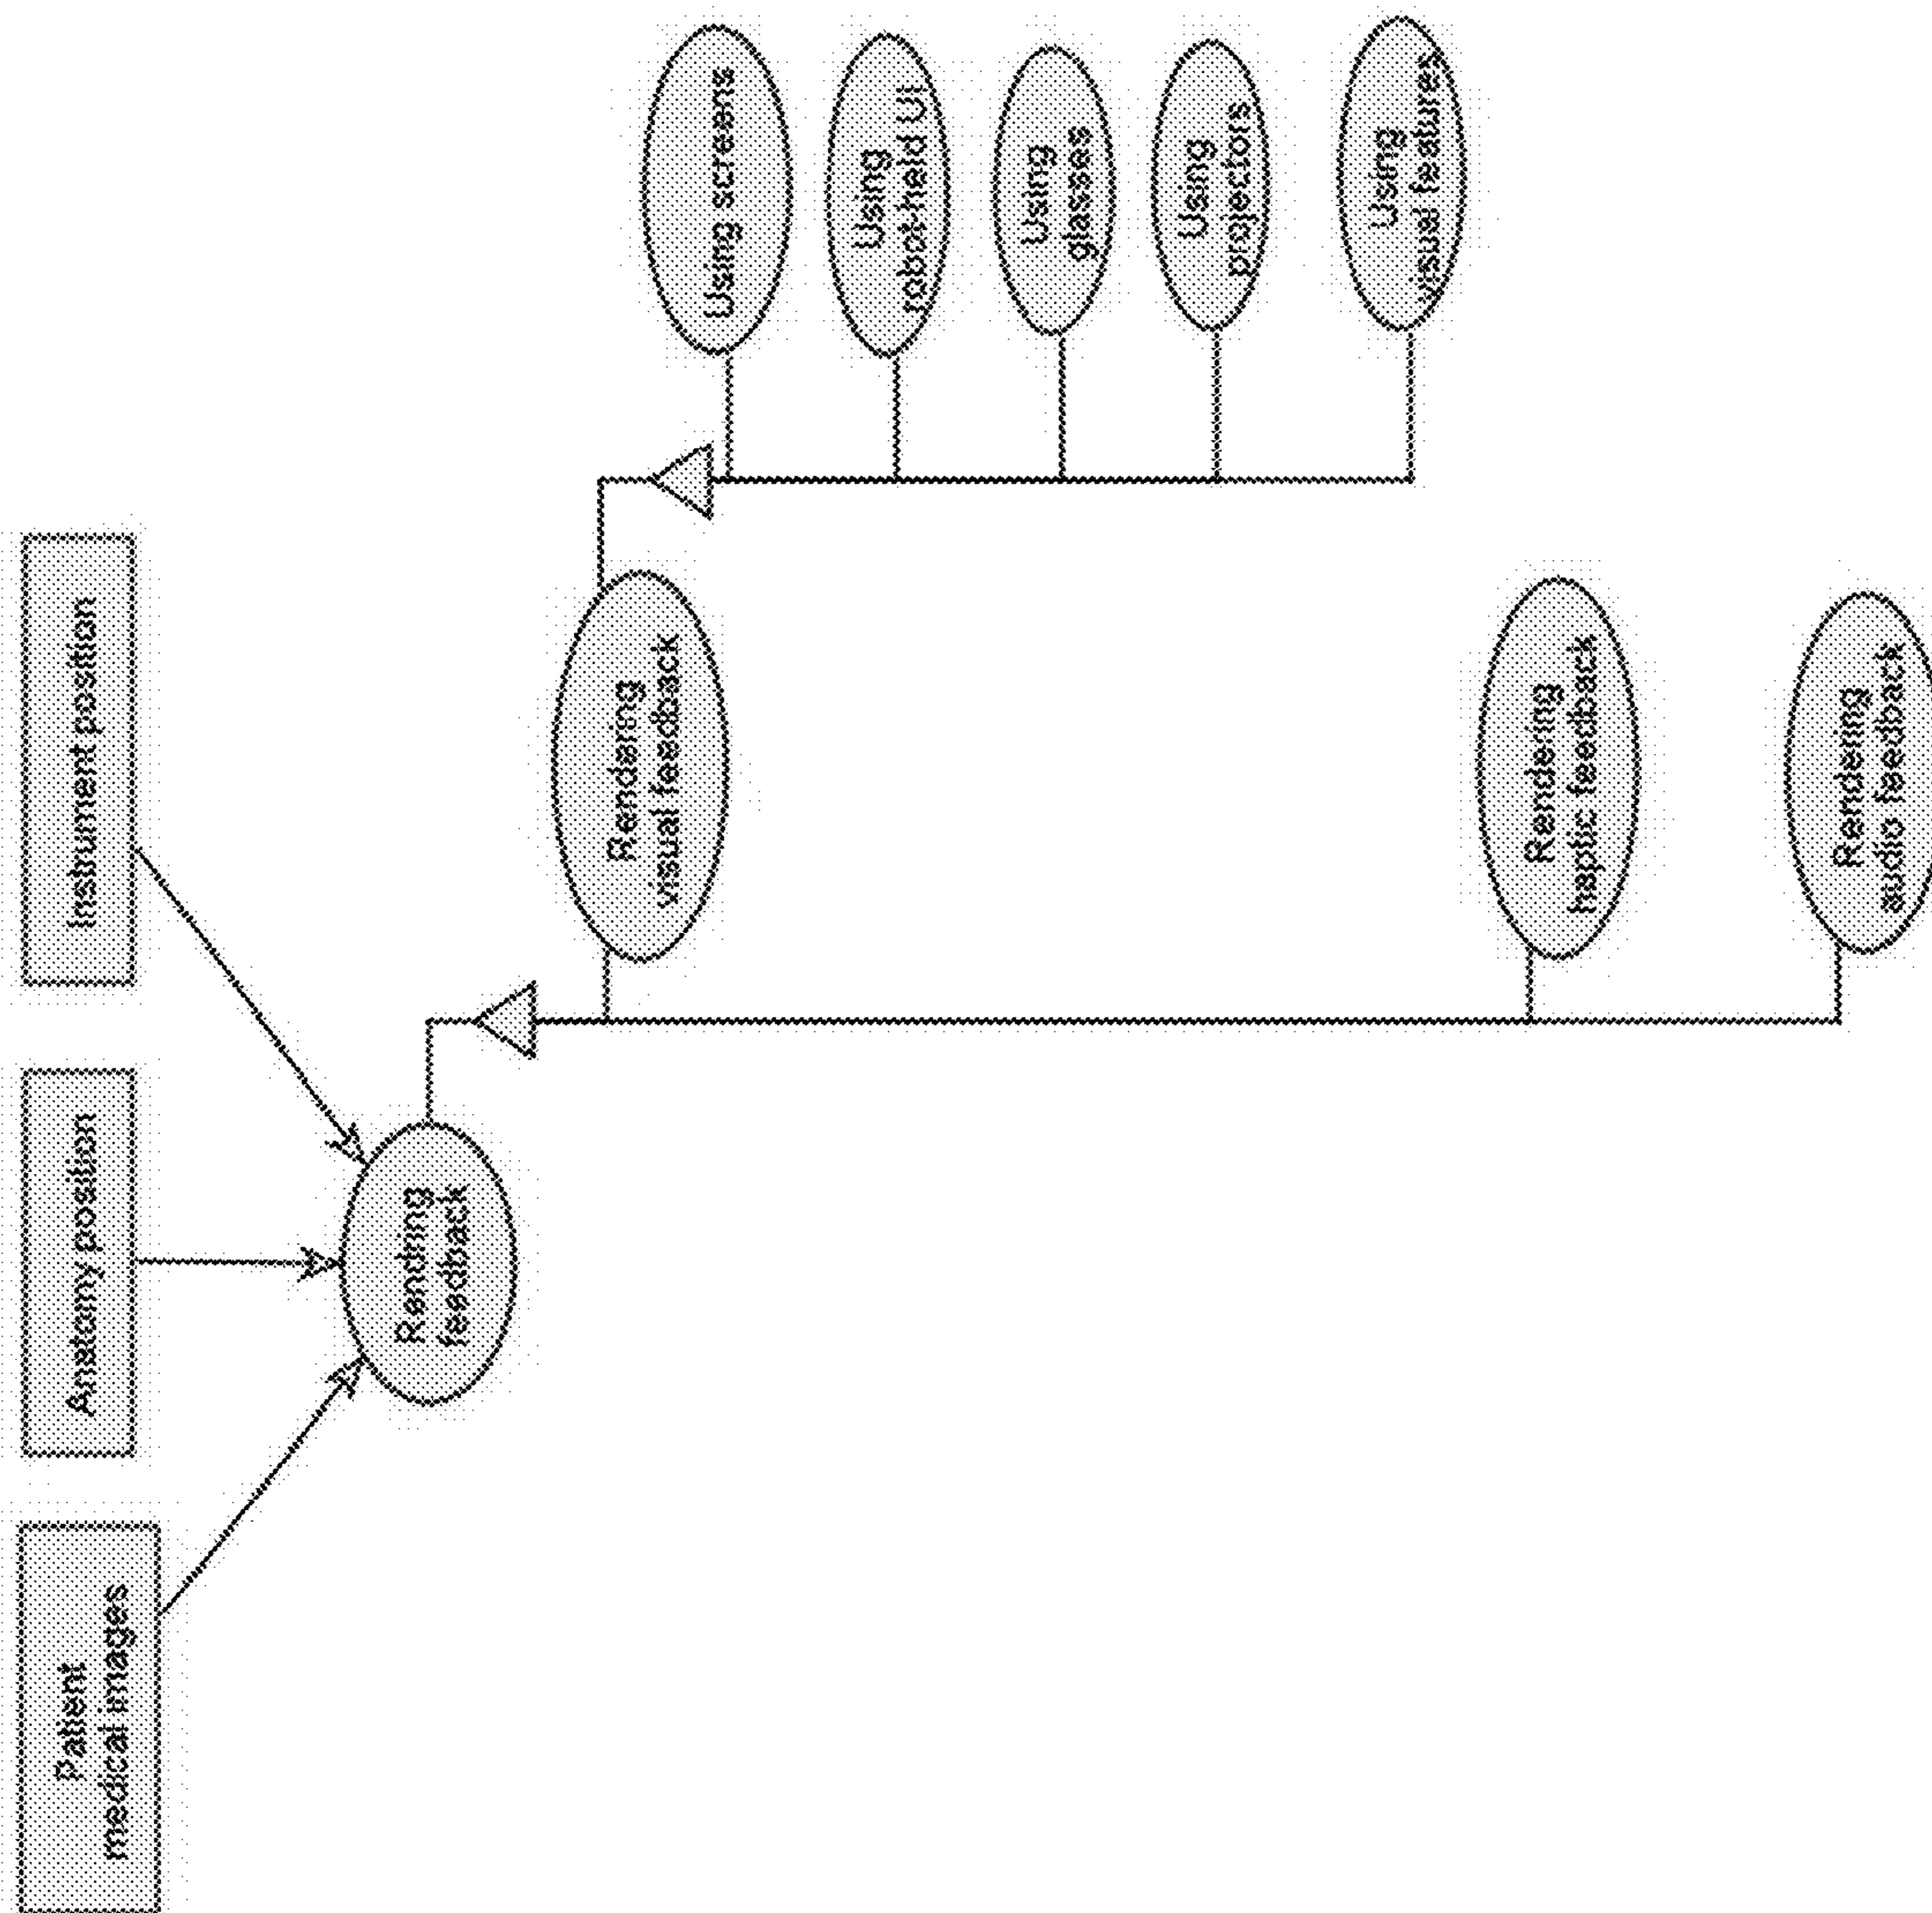 Patient
medical images
Anatomy position
Instrument position
Rendring
feedback
Rendering
visual feedback
Using screens
Using
robot-held UI
Using
glasses
Using
projectors
Using
visual features
Rendering
haptic feedback
Rendering
audio feedback